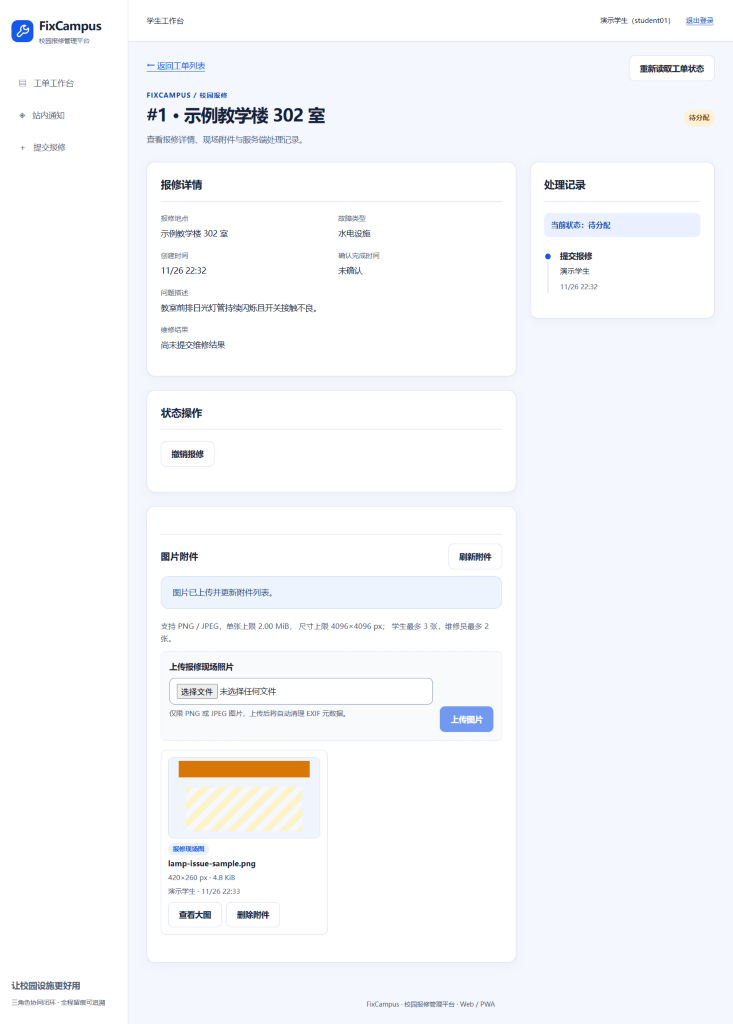 FixCampus
校园报修管理平台
工单工作台
站内通知
+ 提交报修
学生工作台
演示学生 (student01)
退出登录
← 返回工单列表
重新读取工单状态
FIXCAMPUS / 校园报修
#1 · 示例教学楼 302 室
待分配
查看报修详情、现场附件与服务端处理记录。
报修详情
报修地点
故障类型
示例教学楼 302 室
水电设施
创建时间
确认完成时间
11/26 22:32
未确认
问题描述
教室前排日光灯管持续闪烁且开关接触不良。
维修结果
尚未提交维修结果
处理记录
当前状态：待分配
提交报修
演示学生
11/26 22:32
状态操作
撤销报修
图片附件
刷新附件
图片已上传并更新附件列表。
支持 PNG / JPEG，单张上限 2.00 MiB， 尺寸上限 4096×4096 px； 学生最多 3 张，维修员最多 2
张。
上传报修现场照片
选择文件 未选择任何文件
仅限 PNG 或 JPEG 图片，上传后将自动清理 EXIF 元数据。
上传图片
报修现场图
lamp-issue-sample.png
420×260 px · 4.8 KiB
演示学生 · 11/26 22:33
查看大图
删除附件
让校园设施更好用
三角色协同闭环 · 全程留痕可追溯
FixCampus · 校园报修管理平台 · Web / PWA